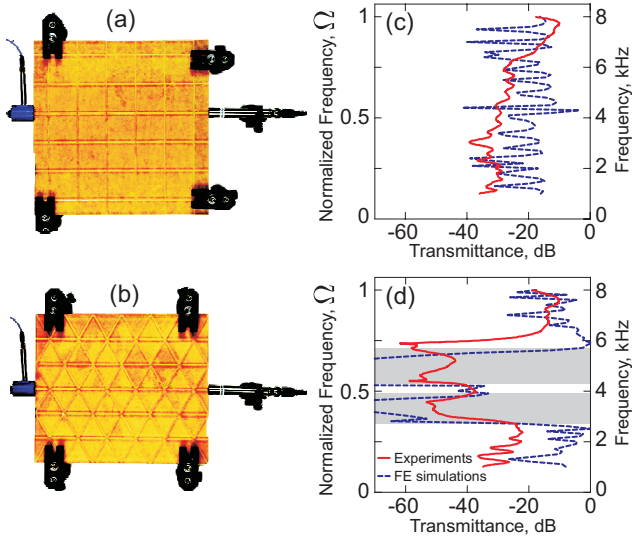 (a)
(b)
(c)
Normalized Frequency, Ω
1
0.5
0
8
6
4
2
0
Frequency, kHz
-60
-40
-20
0
Transmittance, dB
(d)
Normalized Frequency, Ω
1
0.5
0
8
6
4
2
0
Frequency, kHz
Experiments
FE simulations
-60
-40
-20
0
Transmittance, dB